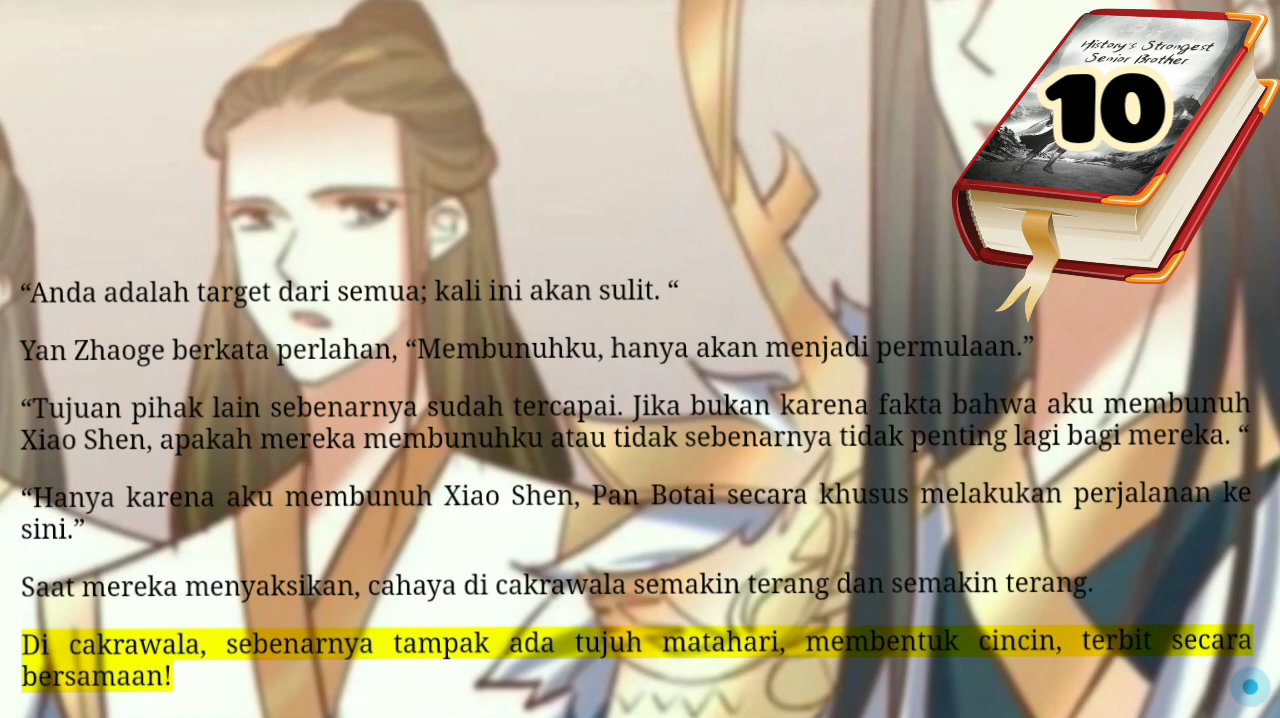 History's Strongest
Senior Brother
10
“Anda adalah target dari semua; kali ini akan sulit. “
Yan Zhaoge berkata perlahan, “Membunuhku, hanya akan menjadi permulaan.”
“Tujuan pihak lain sebenarnya sudah tercapai. Jika bukan karena fakta bahwa aku membunuh
Xiao Shen, apakah mereka membunuhku atau tidak sebenarnya tidak penting lagi bagi mereka. “
“Hanya karena aku membunuh Xiao Shen, Pan Botai secara khusus melakukan perjalanan ke
sini.”
Saat mereka menyaksikan, cahaya di cakrawala semakin terang dan semakin terang.
Di cakrawala, sebenarnya tampak ada tujuh matahari, membentuk cincin, terbit secara
bersamaan!